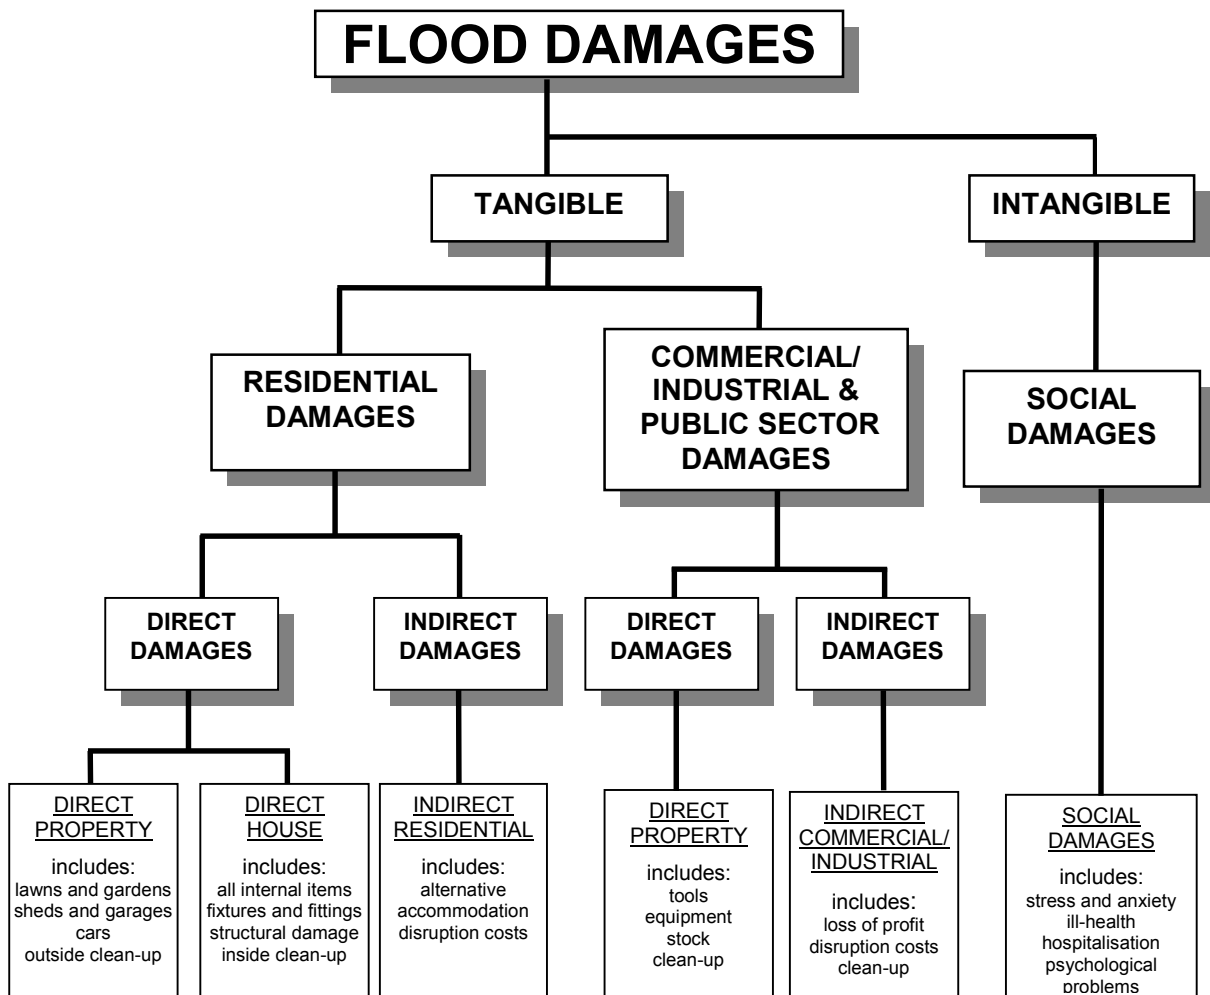 FLOOD DAMAGES
TANGIBLE
INTANGIBLE
RESIDENTIAL
DAMAGES
COMMERCIAL/
INDUSTRIAL &
PUBLIC SECTOR
DAMAGES
SOCIAL
DAMAGES
DIRECT
DAMAGES
INDIRECT
DAMAGES
DIRECT
DAMAGES
INDIRECT
DAMAGES
DIRECT
PROPERTY
includes:
lawns and gardens
sheds and garages
cars
outside clean-up
DIRECT
HOUSE
includes:
all internal items
fixtures and fittings
structural damage
inside clean-up
INDIRECT
RESIDENTIAL
includes:
alternative
accommodation
disruption costs
DIRECT
PROPERTY
includes:
tools
equipment
stock
clean-up
INDIRECT
COMMERCIAL/
INDUSTRIAL
includes:
loss of profit
disruption costs
clean-up
SOCIAL
DAMAGES
includes:
stress and anxiety
ill-health
hospitalisation
psychological
problems